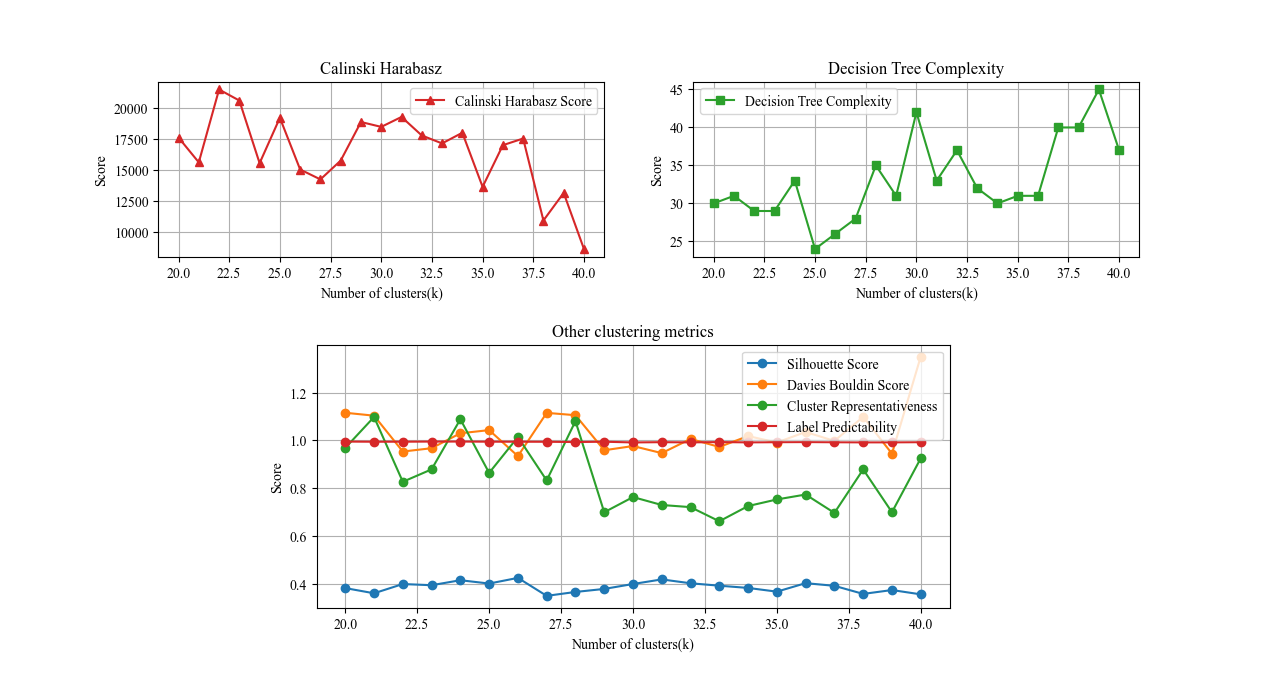 Calinski Harabasz
Calinski Harabasz Score
Score
20000
17500
15000
12500
10000
20.0 22.5 25.0 27.5 30.0 32.5 35.0 37.5 40.0
Number of clusters(k)
Decision Tree Complexity
Decision Tree Complexity
Score
45
40
35
30
25
20.0 22.5 25.0 27.5 30.0 32.5 35.0 37.5 40.0
Number of clusters(k)
Other clustering metrics
Silhouette Score
Davies Bouldin Score
Cluster Representativeness
Label Predictability
Score
1.2
1.0
0.8
0.6
0.4
20.0 22.5 25.0 27.5 30.0 32.5 35.0 37.5 40.0
Number of clusters(k)